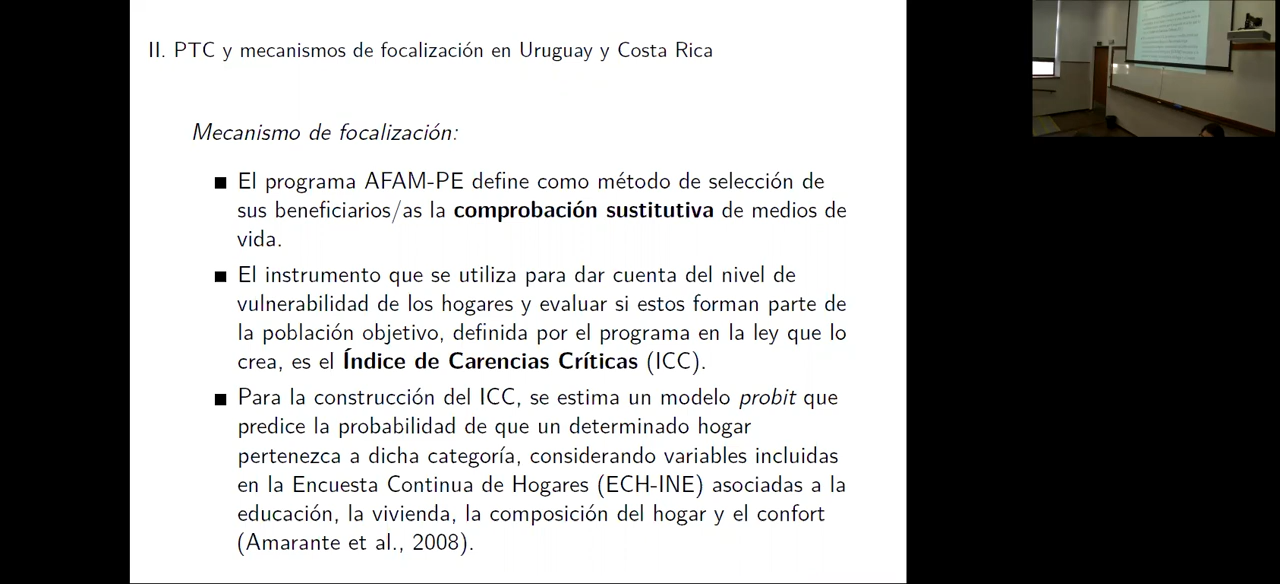 II. PTC y mecanismos de focalización en Uruguay y Costa Rica
Mecanismo de focalización:
■ El programa AFAM-PE define como método de selección de
sus beneficiarios/as la comprobación sustitutiva de medios de
vida.
■ El instrumento que se utiliza para dar cuenta del nivel de
vulnerabilidad de los hogares y evaluar si estos forman parte de
la población objetivo, definida por el programa en la ley que lo
crea, es el Índice de Carencias Críticas (ICC).
■ Para la construcción del ICC, se estima un modelo probit que
predice la probabilidad de que un determinado hogar
pertenezca a dicha categoría, considerando variables incluidas
en la Encuesta Continua de Hogares (ECH-INE) asociadas a la
educación, la vivienda, la composición del hogar y el confort
(Amarante et al., 2008).